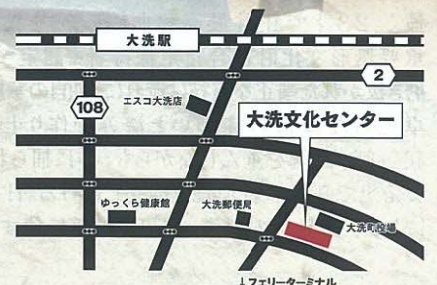 大洗駅
2
108
エスコ大洗店
大洗文化センター
ゆっくら健康館
大洗郵便局
大洗町役場
↓フェリーターミナル